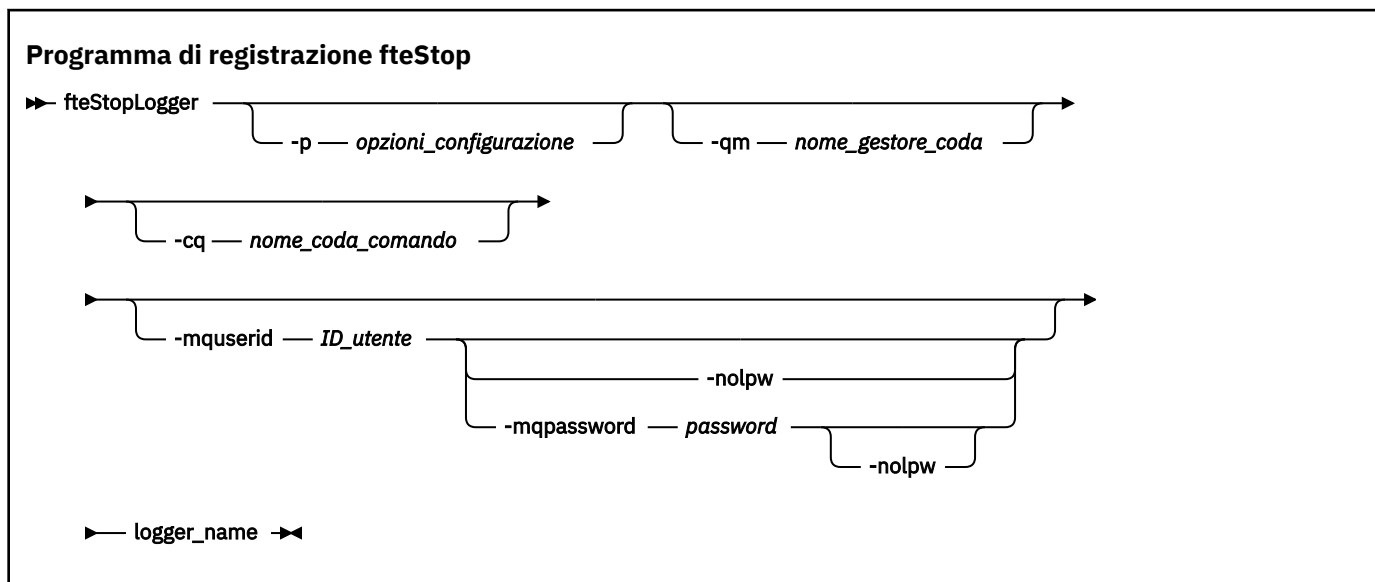 Programma di registrazione fteStop
fteStopLogger
-p opzioni_configurazione -qm nome_gestore_coda
-cq nome_coda_comando
-mquserid ID_utente
-nolpw
-mqpassword password
-nolpw
logger_name